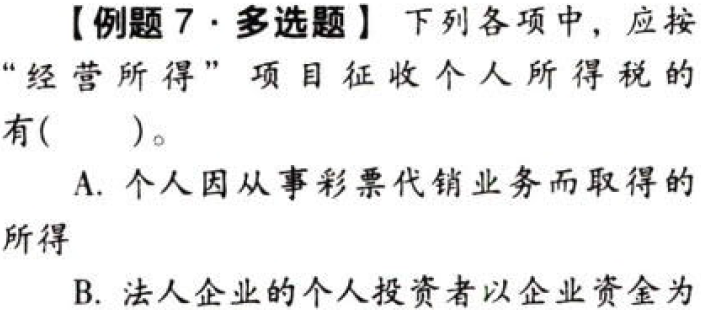 【例题7·多选题】 下列各项中，应按
“经营所得” 项目征收个人所得税的
有(  )。
A. 个人因从事彩票代销业务而取得的
所得
B. 法人企业的个人投资者以企业资金为